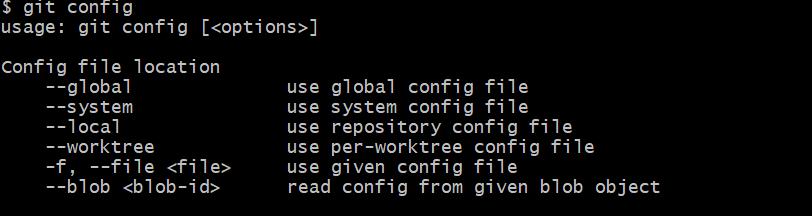 $ git config
usage: git config [<options>]

Config file location
    --global              use global config file
    --system              use system config file
    --local               use repository config file
    --worktree            use per-worktree config file
    -f, --file <file>     use given config file
    --blob <blob-id>      read config from given blob object